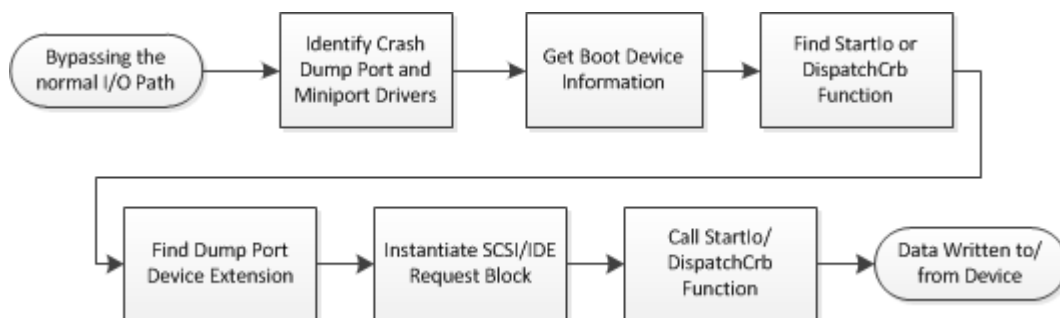 Bypassing the
normal I/O Path
Identify Crash
Dump Port and
Miniport Drivers
Get Boot Device
Information
Find StartIo or
DispatchCrb
Function
Find Dump Port
Device Extension
Instantiate SCSI/IDE
Request Block
Call StartIo/
DispatchCrb
Function
Data Written to/
from Device